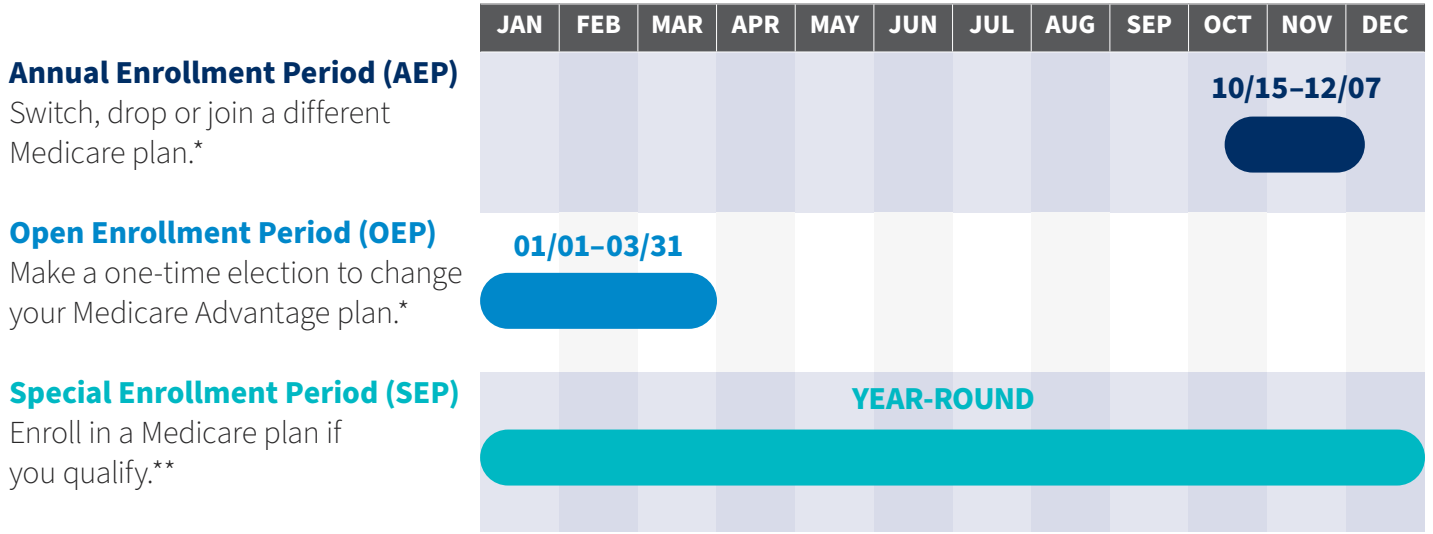 JAN FEB MAR APR MAY JUN JUL AUG SEP OCT NOV DEC
Annual Enrollment Period (AEP)
Switch, drop or join a different
Medicare plan.*
10/15–12/07
Open Enrollment Period (OEP)
Make a one-time election to change
your Medicare Advantage plan.*
01/01–03/31
Special Enrollment Period (SEP)
Enroll in a Medicare plan if
you qualify.**
YEAR-ROUND